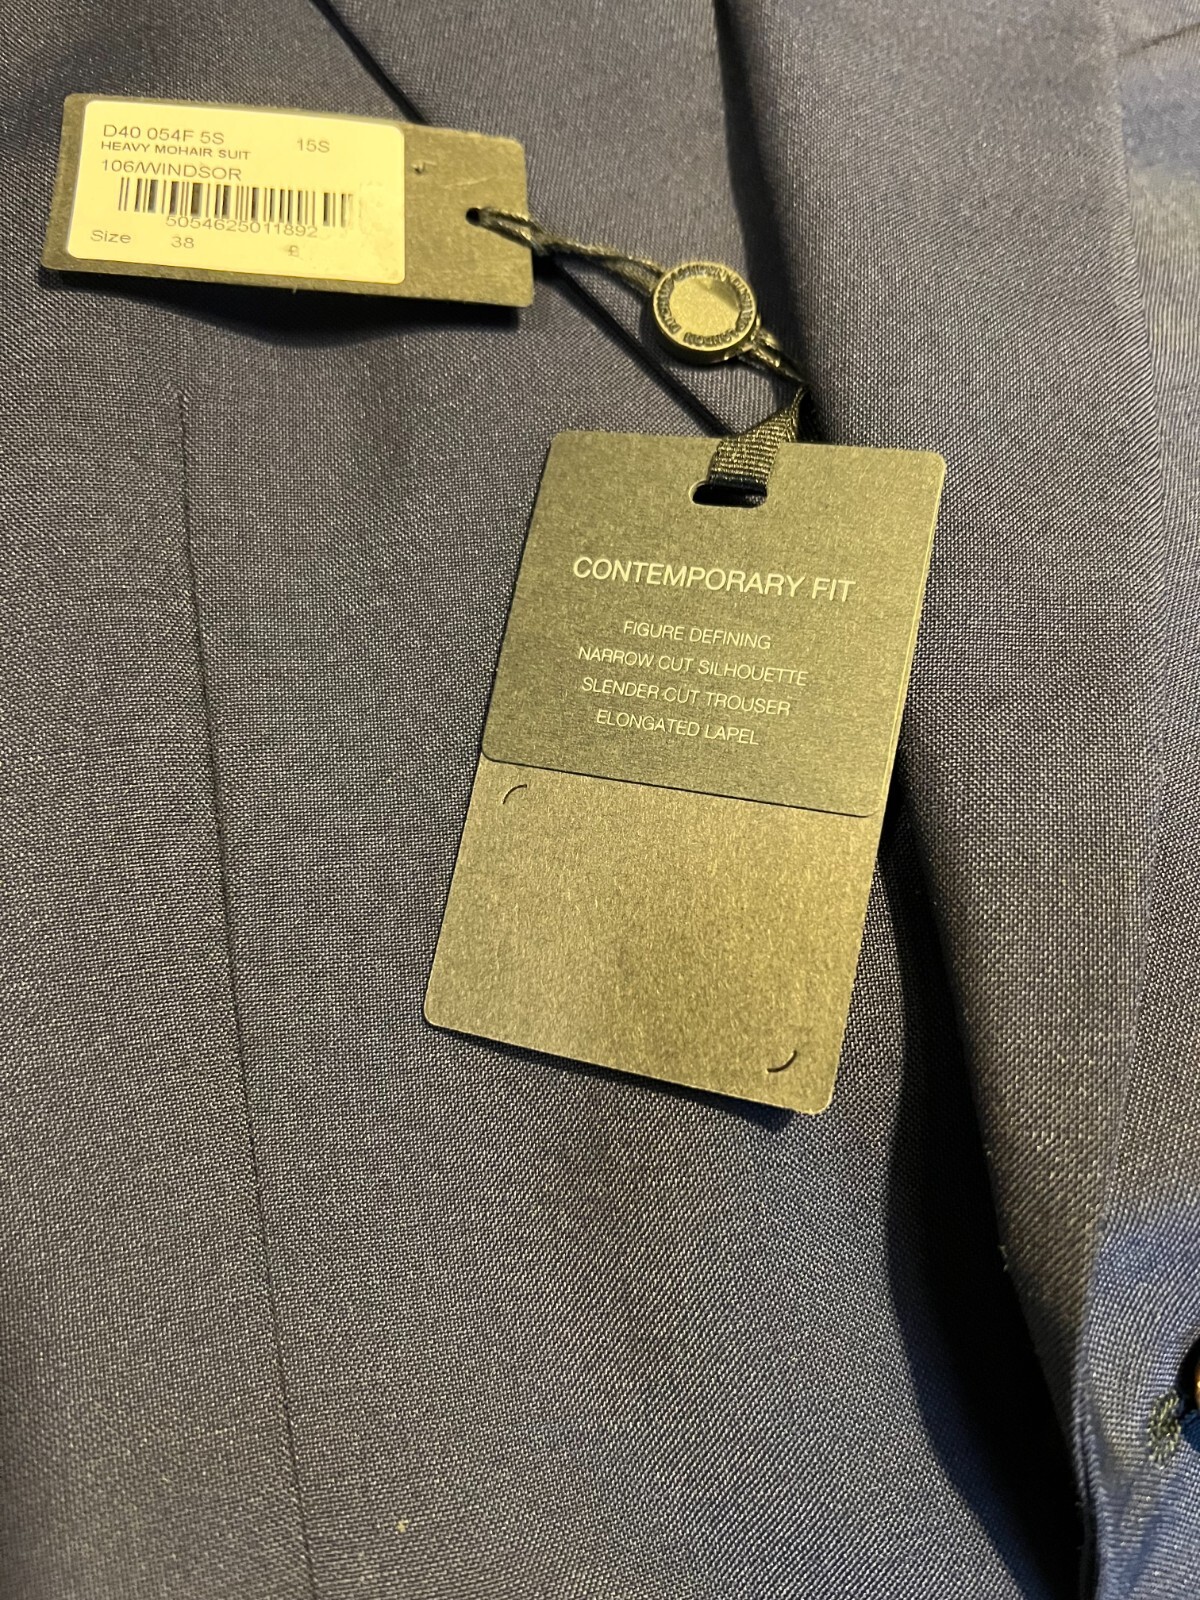 D40 054F 5S 15S
HEAVY MOHAIR SUIT
106/WINDSOR
5054625011892
Size 38 £
CONTEMPORARY FIT
FIGURE DEFINING
NARROW CUT SILHOUETTE
SLENDER CUT TROUSER
ELONGATED LAPEL